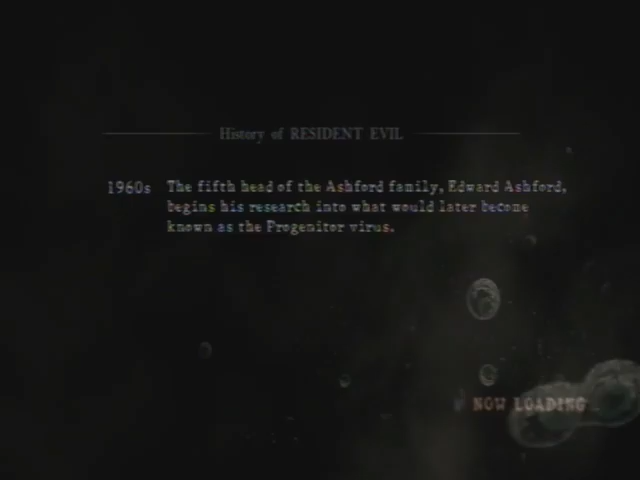 History of RESIDENT EVIL
1960s The fifth head of the Ashford family, Edward Ashford,
begins his research into what would later become
known as the Progenitor virus.
NOW LOADING